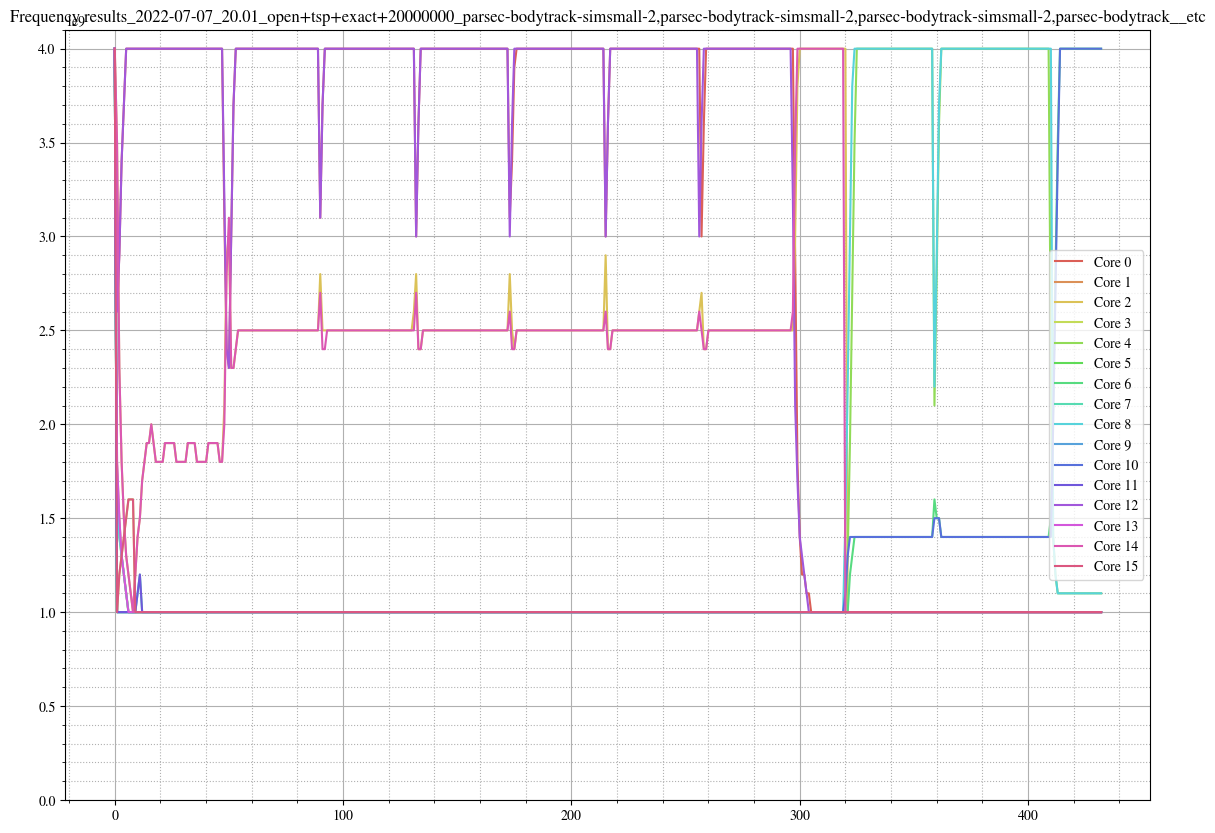 Frequency results_2022-07-07_20.01_open+tsp+exact+20000000_parsec-bodytrack-simsmall-2,parsec-bodytrack-simsmall-2,parsec-bodytrack-simsmall-2,parsec-bodytrack__etc
4.0
3.5
3.0
2.5
2.0
1.5
1.0
0.5
0.0
0
100
200
300
400
Core 0
Core 1
Core 2
Core 3
Core 4
Core 5
Core 6
Core 7
Core 8
Core 9
Core 10
Core 11
Core 12
Core 13
Core 14
Core 15